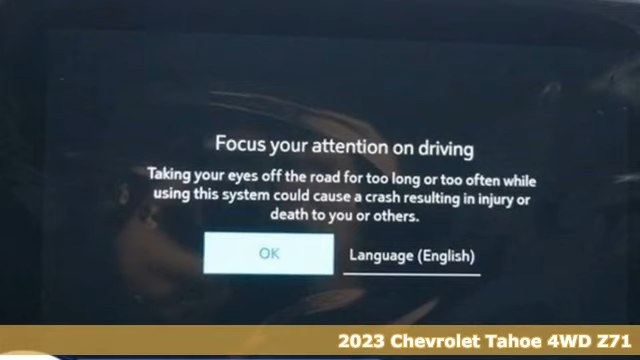 Focus your attention on driving
Taking your eyes off the road for too long or too often while
using this system could cause a crash resulting in injury or
death to you or others.
OK
Language (English)
2023 Chevrolet Tahoe 4WD Z71